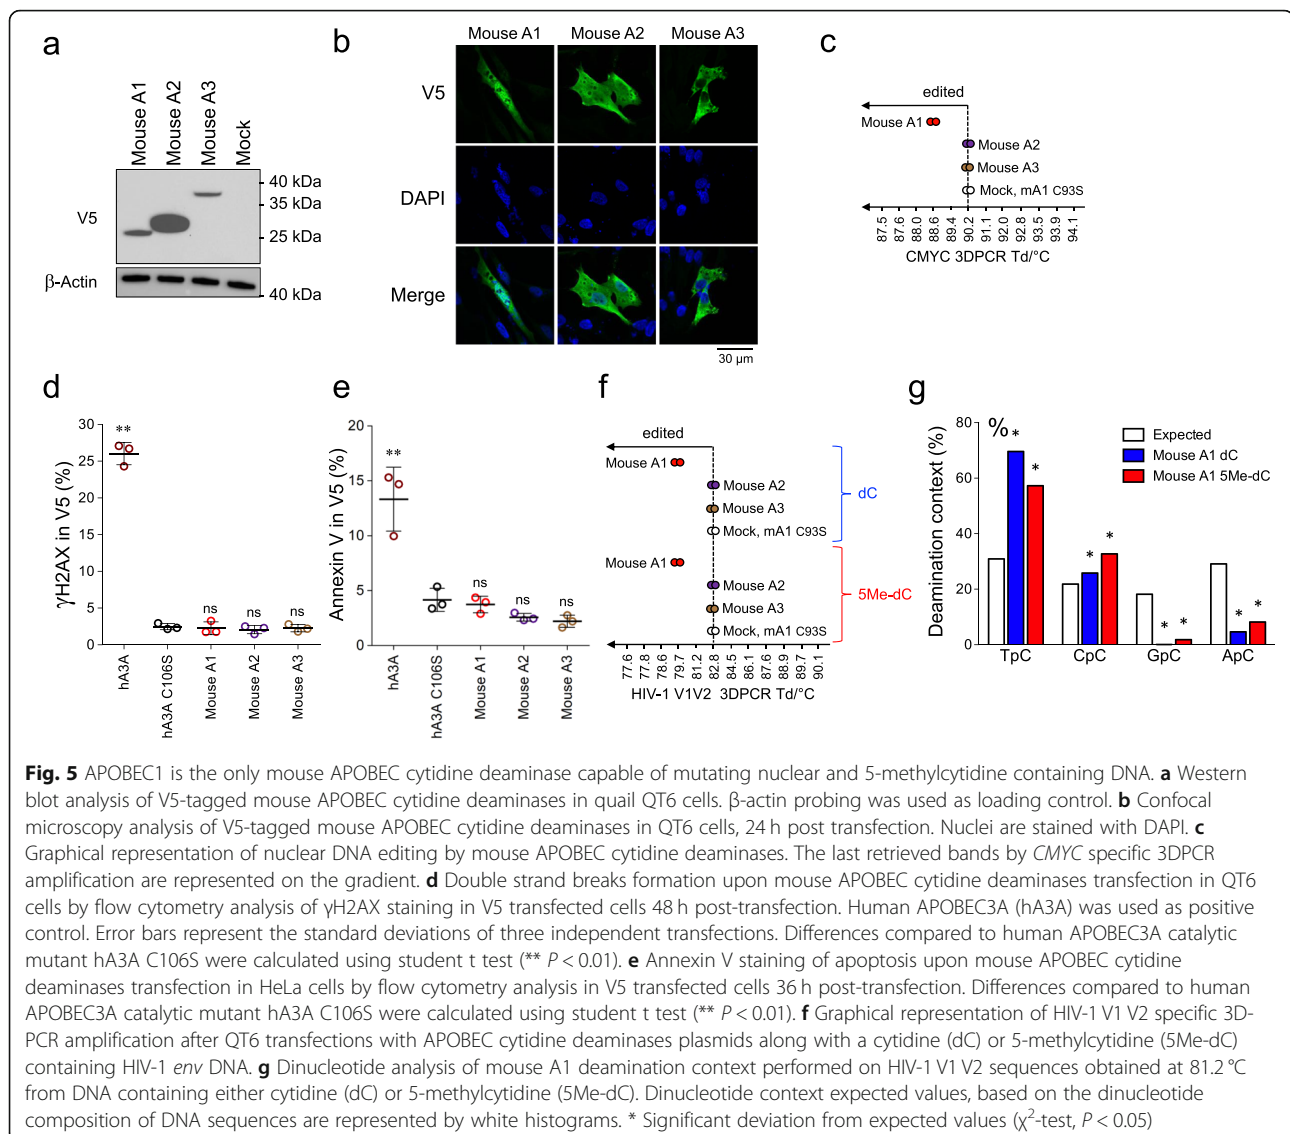 a
Mouse A1
Mouse A2
Mouse A3
Mock
V5
40 kDa
35 kDa
25 kDa
β-Actin
40 kDa
b
Mouse A1 Mouse A2 Mouse A3
V5
DAPI
Merge
30 µm
c
edited
Mouse A1
Mouse A2
Mouse A3
Mock, mA1 C93S
87.5 87.6 88.0 88.6 89.4 90.2 91.1 92.0 92.8 93.5 93.9 94.1
CMYC 3DPCR Td/°C
d
γH2AX in V5 (%)
30
25
20
15
10
5
0
**
ns ns ns
hA3A
hA3A C106S
Mouse A1
Mouse A2
Mouse A3
e
Annexin V in V5 (%)
20
15
10
5
0
**
ns ns ns
hA3A
hA3A C106S
Mouse A1
Mouse A2
Mouse A3
f
edited
Mouse A1
Mouse A2
Mouse A3
Mock, mA1 C93S
dC
Mouse A1
Mouse A2
Mouse A3
Mock, mA1 C93S
5Me-dC
77.6 77.8 78.6 79.7 81.2 82.8 84.5 86.1 87.6 88.8 89.7 90.1
HIV-1 V1V2 3DPCR Td/°C
g
Deamination context (%)
80
60
40
20
0
%
* *
* *
* *
* *
Expected
Mouse A1 dC
Mouse A1 5Me-dC
TpC CpC GpC ApC
Fig. 5 APOBEC1 is the only mouse APOBEC cytidine deaminase capable of mutating nuclear and 5-methylcytidine containing DNA. a Western
blot analysis of V5-tagged mouse APOBEC cytidine deaminases in quail QT6 cells. β-actin probing was used as loading control. b Confocal
microscopy analysis of V5-tagged mouse APOBEC cytidine deaminases in QT6 cells, 24 h post transfection. Nuclei are stained with DAPI. c
Graphical representation of nuclear DNA editing by mouse APOBEC cytidine deaminases. The last retrieved bands by CMYC specific 3DPCR
amplification are represented on the gradient. d Double strand breaks formation upon mouse APOBEC cytidine deaminases transfection in QT6
cells by flow cytometry analysis of γH2AX staining in V5 transfected cells 48 h post-transfection. Human APOBEC3A (hA3A) was used as positive
control. Error bars represent the standard deviations of three independent transfections. Differences compared to human APOBEC3A catalytic
mutant hA3A C106S were calculated using student t test (** P < 0.01). e Annexin V staining of apoptosis upon mouse APOBEC cytidine
deaminases transfection in HeLa cells by flow cytometry analysis in V5 transfected cells 36 h post-transfection. Differences compared to human
APOBEC3A catalytic mutant hA3A C106S were calculated using student t test (** P < 0.01). f Graphical representation of HIV-1 V1 V2 specific 3D-
PCR amplification after QT6 transfections with APOBEC cytidine deaminases plasmids along with a cytidine (dC) or 5-methylcytidine (5Me-dC)
containing HIV-1 env DNA. g Dinucleotide analysis of mouse A1 deamination context performed on HIV-1 V1 V2 sequences obtained at 81.2 °C
from DNA containing either cytidine (dC) or 5-methylcytidine (5Me-dC). Dinucleotide context expected values, based on the dinucleotide
composition of DNA sequences are represented by white histograms. * Significant deviation from expected values (χ²-test, P < 0.05)